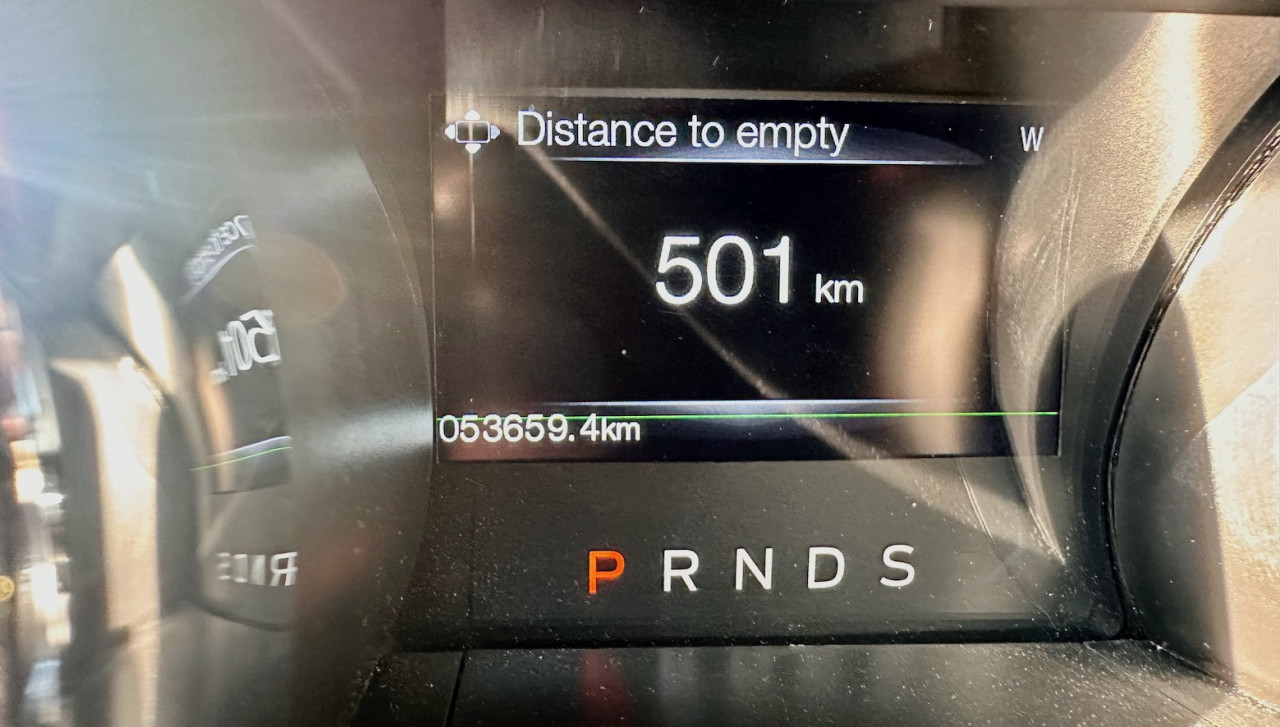 Distance to empty W
501 km
053659.4km
P R N D S